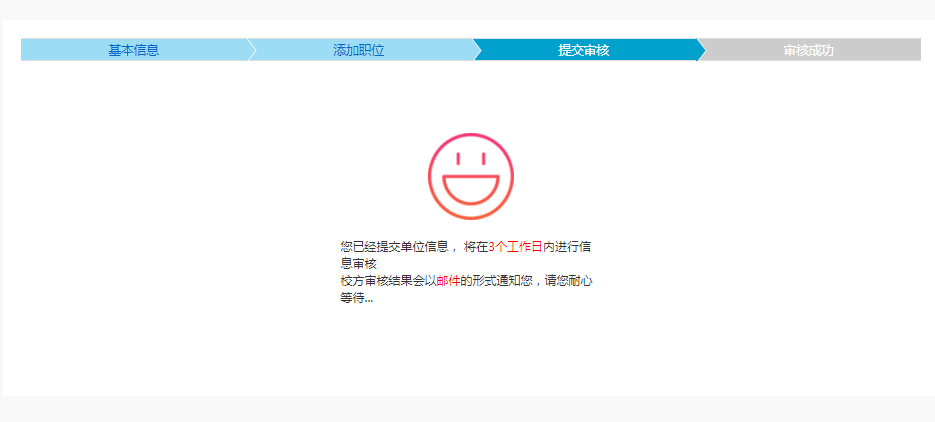 基本信息
添加职位
提交审核
审核成功
您已经提交单位信息， 将在3个工作日内进行信
息审核
校方审核结果会以邮件的形式通知您，请您耐心
等待...